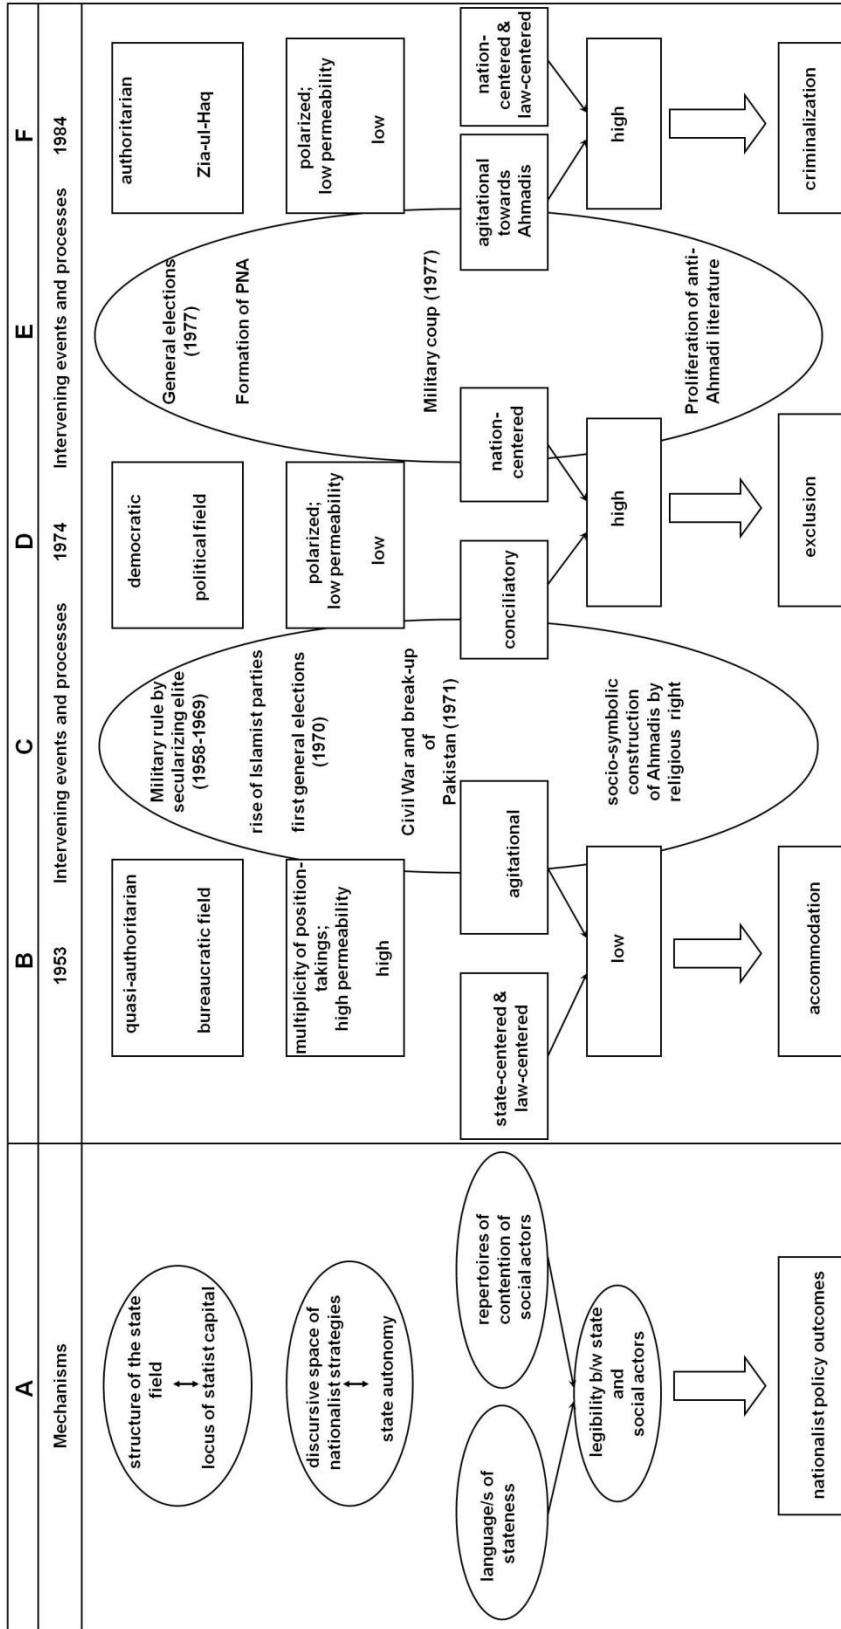 A
B
C
D
E
F
Mechanisms
1953
Intervening events and processes
1974
Intervening events and processes
1984
structure of the state
field
locus of statist capital
discursive space of
nationalist strategies
state autonomy
language/s of
stateness
repertoires of
contention of
social actors
legibility b/w state
and
social actors
nationalist policy outcomes
quasi-authoritarian
bureaucratic field
multiplicity of position-
takings;
high permeability
high
state-centered &
law-centered
agitational
low
accommodation
Military rule by
secularizing elite
(1958-1969)
rise of Islamist parties
first general elections
(1970)
Civil War and break-up
of
Pakistan (1971)
socio-symbolic
construction
of Ahmadis by
religious right
democratic
political field
polarized;
low permeability
low
conciliatory
nation-
centered
high
exclusion
General elections
(1977)
Formation of PNA
Military coup (1977)
Proliferation of anti-
Ahmadi literature
authoritarian
Zia-ul-Haq
polarized;
low permeability
low
agitational
towards
Ahmadis
nation-
centered &
law-centered
high
criminalization